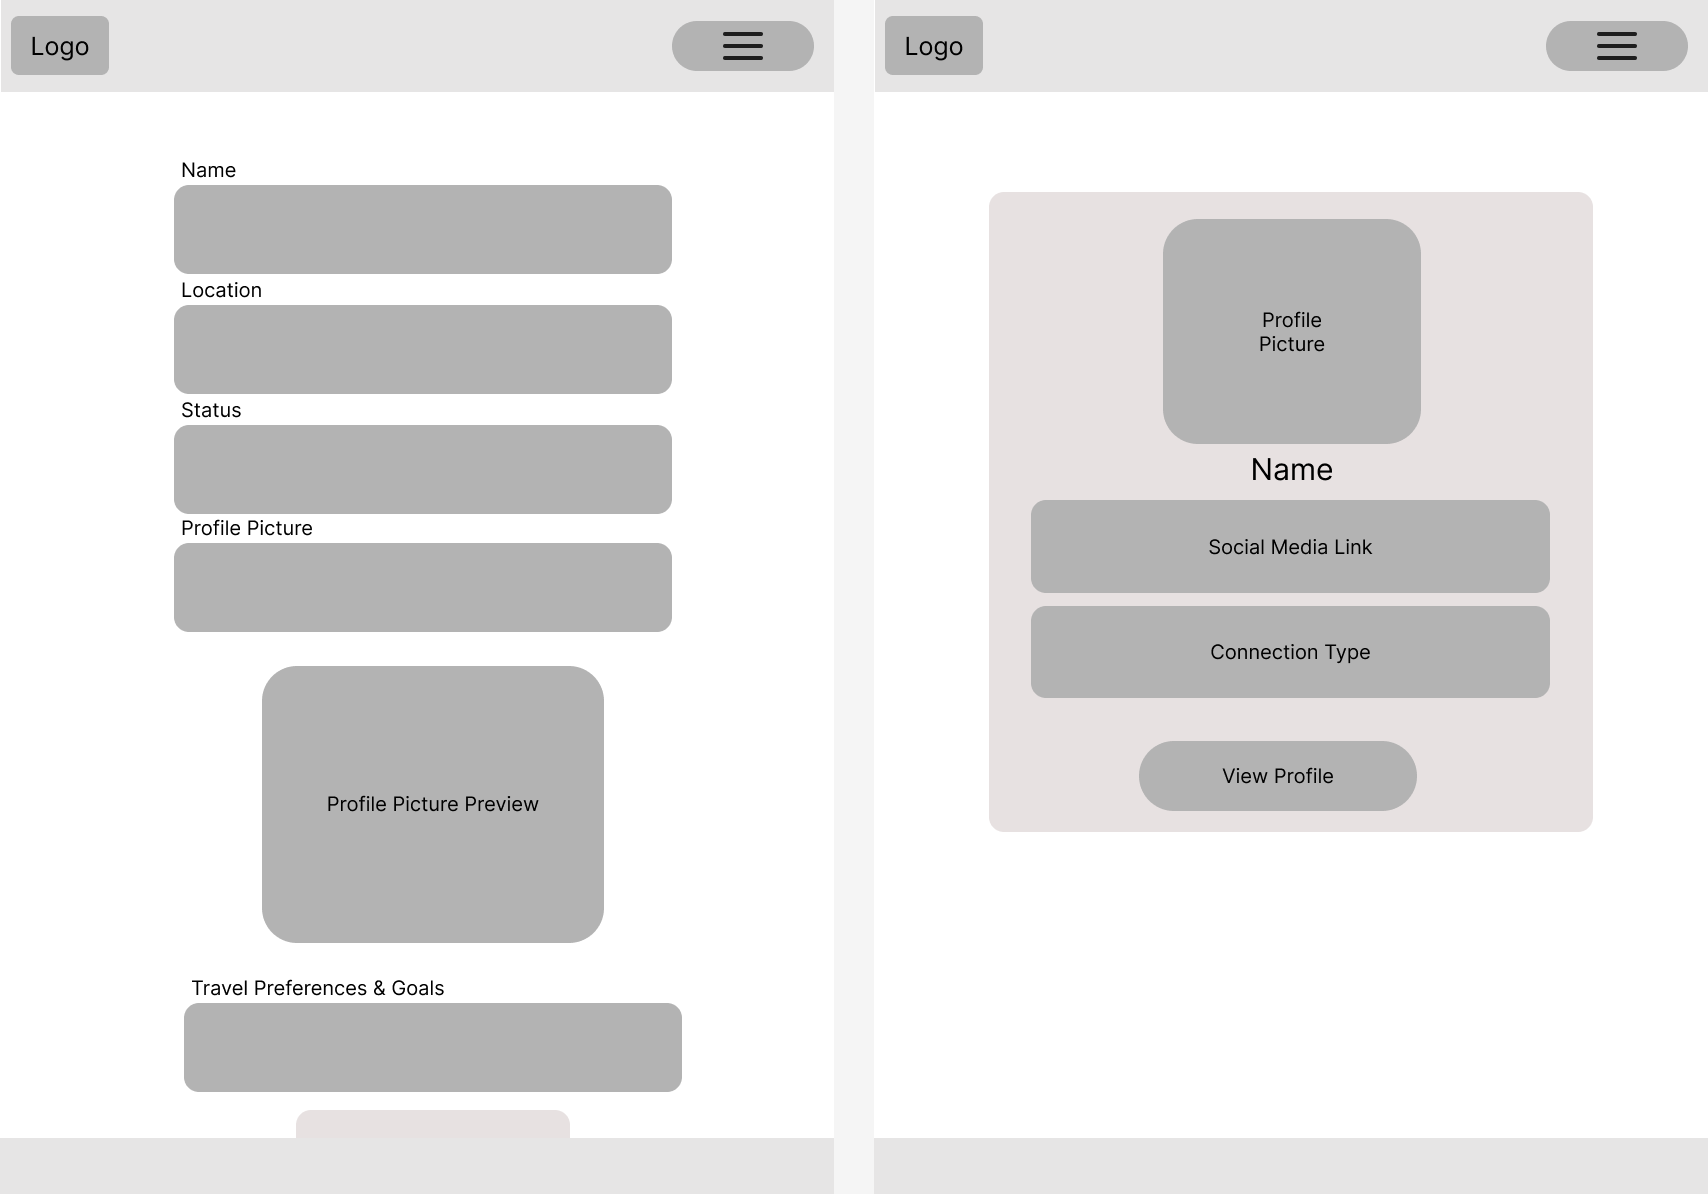 Logo
Name
Location
Status
Profile Picture
Profile Picture Preview
Travel Preferences & Goals
Logo
Profile
Picture
Name
Social Media Link
Connection Type
View Profile